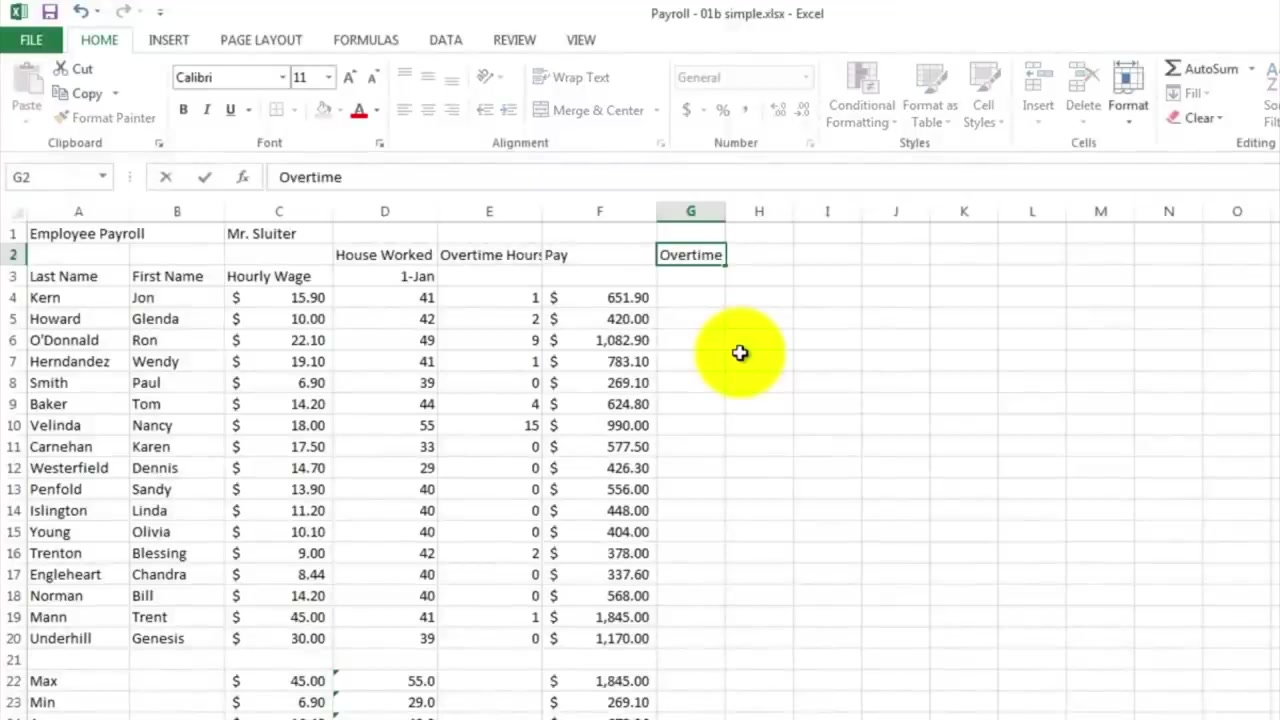 Payroll - 01b simple.xlsx - Excel
FILE HOME INSERT PAGE LAYOUT FORMULAS DATA REVIEW VIEW
Paste
Cut
Copy
Format Painter
Clipboard
Calibri 11
B I U
Font
Wrap Text
Merge & Center
Alignment
General
$ % ,
Number
Conditional Formatting
Format as Table
Cell Styles
Styles
Insert Delete Format
Cells
AutoSum
Fill
Clear
Editing
G2 fx Overtime
A B C D E F G H I J K L M N O
1 Employee Payroll Mr. Sluiter
2 House Worked Overtime Hours Pay Overtime
3 Last Name First Name Hourly Wage 1-Jan
4 Kern Jon $ 15.90 41 1 $ 651.90
5 Howard Glenda $ 10.00 42 2 $ 420.00
6 O'Donnald Ron $ 22.10 49 9 $ 1,082.90
7 Herndandez Wendy $ 19.10 41 1 $ 783.10
8 Smith Paul $ 6.90 39 0 $ 269.10
9 Baker Tom $ 14.20 44 4 $ 624.80
10 Velinda Nancy $ 18.00 55 15 $ 990.00
11 Carnehan Karen $ 17.50 33 0 $ 577.50
12 Westerfield Dennis $ 14.70 29 0 $ 426.30
13 Penfold Sandy $ 13.90 40 0 $ 556.00
14 Islington Linda $ 11.20 40 0 $ 448.00
15 Young Olivia $ 10.10 40 0 $ 404.00
16 Trenton Blessing $ 9.00 42 2 $ 378.00
17 Engleheart Chandra $ 8.44 40 0 $ 337.60
18 Norman Bill $ 14.20 40 0 $ 568.00
19 Mann Trent $ 45.00 41 1 $ 1,845.00
20 Underhill Genesis $ 30.00 39 0 $ 1,170.00
21
22 Max $ 45.00 55.0 $ 1,845.00
23 Min $ 6.90 29.0 $ 269.10